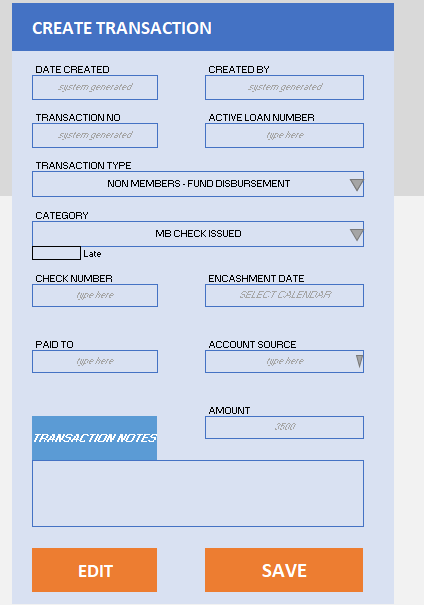 CREATE TRANSACTION
DATE CREATED CREATED BY
system generated system generated
TRANSACTION NO ACTIVE LOAN NUMBER
system generated type here
TRANSACTION TYPE
NON MEMBERS - FUND DISBURSEMENT
CATEGORY
MB CHECK ISSUED
Late
CHECK NUMBER ENCASHMENT DATE
type here SELECT CALENDAR
PAID TO ACCOUNT SOURCE
type here type here
AMOUNT
3500
TRANSACTION NOTES
EDIT SAVE